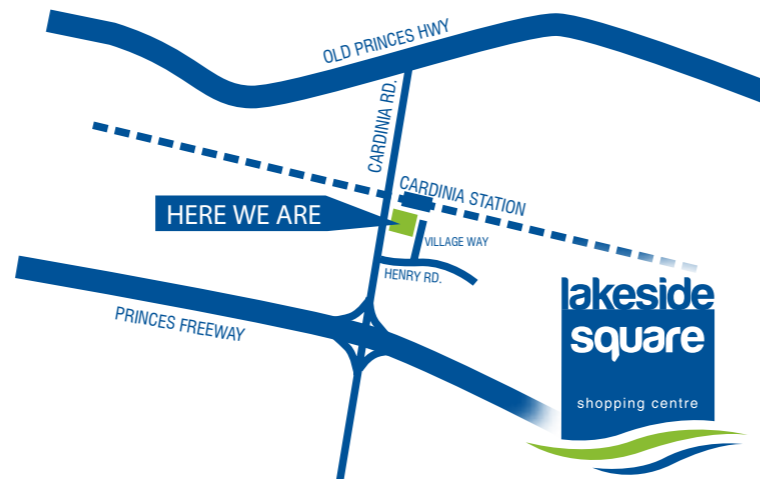 OLD PRINCES HWY
CARDINIA RD.
CARDINIA STATION
HERE WE ARE
VILLAGE WAY
HENRY RD.
PRINCES FREEWAY
lakeside
square
shopping centre